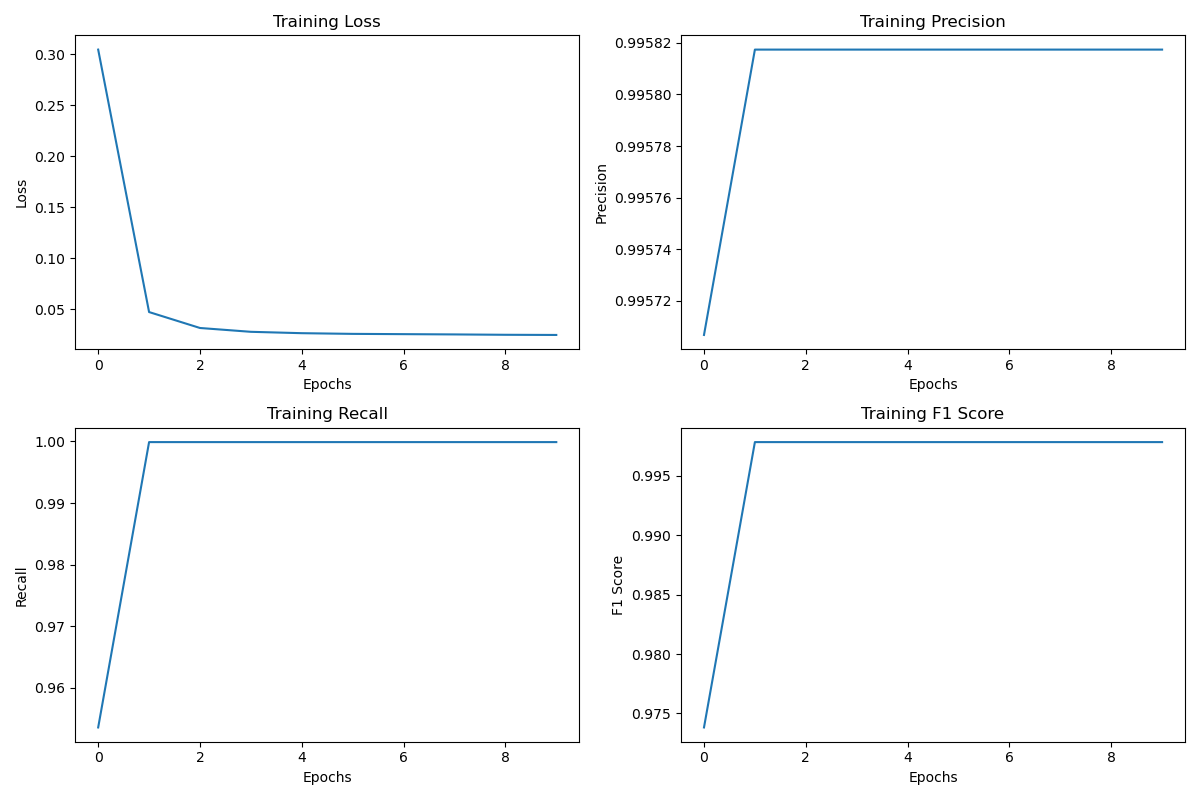 Training Loss
0.30
0.25
0.20
0.15
0.10
0.05
Loss
0 2 4 6 8
Epochs
Training Precision
0.99582
0.99580
0.99578
0.99576
0.99574
0.99572
Precision
0 2 4 6 8
Epochs
Training Recall
1.00
0.99
0.98
0.97
0.96
Recall
0 2 4 6 8
Epochs
Training F1 Score
0.995
0.990
0.985
0.980
0.975
F1 Score
0 2 4 6 8
Epochs